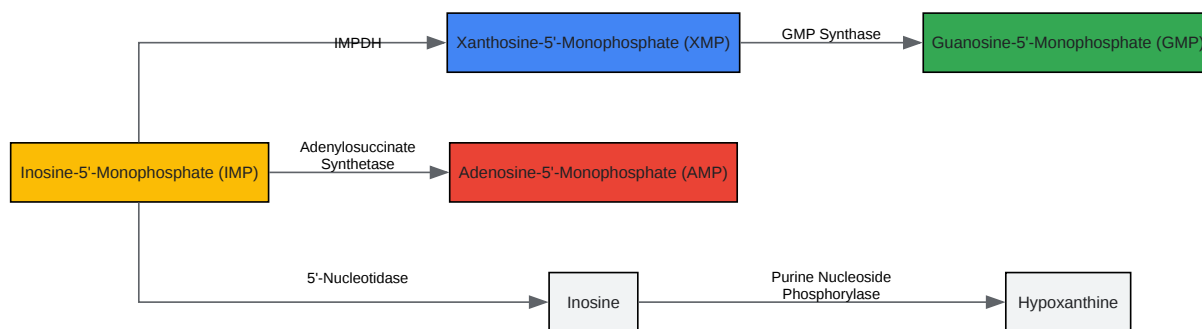 IMPDH
Xanthosine-5'-Monophosphate (XMP)
GMP Synthase
Guanosine-5'-Monophosphate (GMP)
Inosine-5'-Monophosphate (IMP)
Adenylosuccinate
Synthetase
Adenosine-5'-Monophosphate (AMP)
5'-Nucleotidase
Inosine
Purine Nucleoside
Phosphorylase
Hypoxanthine